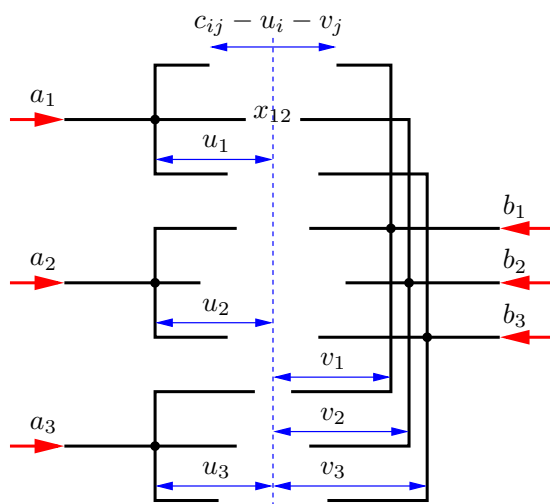 c_{ij} − u_i − v_j
a_1
x_{12}
u_1
b_1
a_2
b_2
u_2
b_3
v_1
a_3
v_2
u_3
v_3